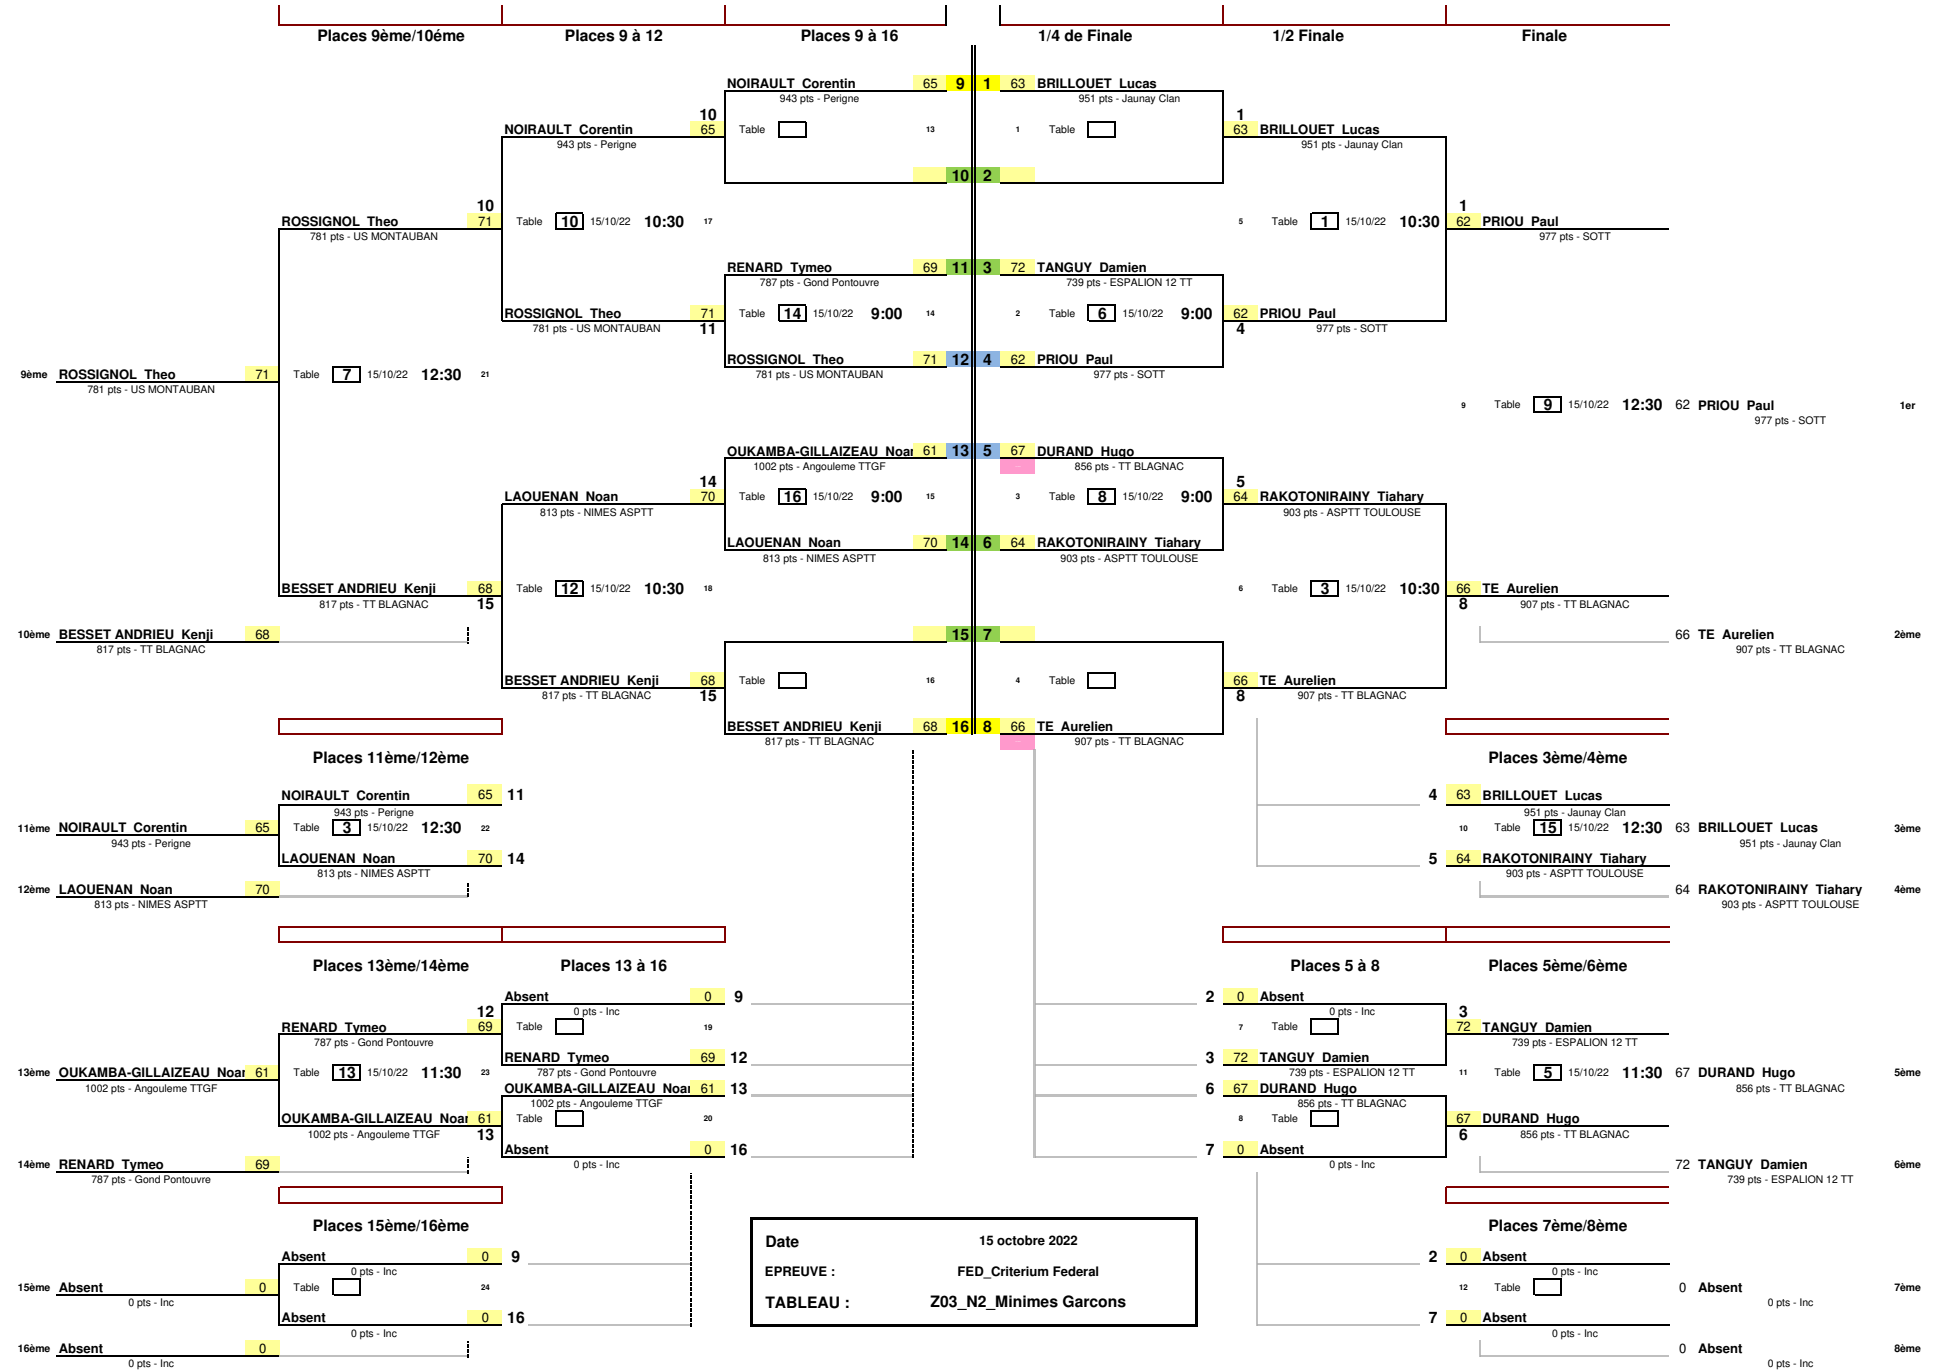 Places 9ème/10éme Places 9 à 12 Places 9 à 16 1/4 de Finale 1/2 Finale Finale
NOIRAULT Corentin 65 9 1 63 BRILLOUET Lucas
943 pts - Perigne 951 pts - Jaunay Clan
10 1
NOIRAULT Corentin 65 Table 13 1 Table 63 BRILLOUET Lucas
943 pts - Perigne 951 pts - Jaunay Clan
10 2
10 1
ROSSIGNOL Theo 71 Table 10 15/10/22 10:30 17 5 Table 1 15/10/22 10:30 62 PRIOU Paul
781 pts - US MONTAUBAN 977 pts - SOTT
RENARD Tymeo 69 11 3 72 TANGUY Damien
787 pts - Gond Pontouvre 739 pts - ESPALION 12 TT
ROSSIGNOL Theo 71 Table 14 15/10/22 9:00 14 2 Table 6 15/10/22 9:00 62 PRIOU Paul
781 pts - US MONTAUBAN 11 4 977 pts - SOTT
ROSSIGNOL Theo 71 12 4 62 PRIOU Paul
781 pts - US MONTAUBAN 977 pts - SOTT
9ème ROSSIGNOL Theo 71 Table 7 15/10/22 12:30 21
781 pts - US MONTAUBAN
9 Table 9 15/10/22 12:30 62 PRIOU Paul 1er
977 pts - SOTT
OUKAMBA-GILLAIZEAU Noar 61 13 5 67 DURAND Hugo
1002 pts - Angouleme TTGF 856 pts - TT BLAGNAC
14 5
LAOUENAN Noan 70 Table 16 15/10/22 9:00 15 3 Table 8 15/10/22 9:00 64 RAKOTONIRAINY Tiahary
813 pts - NIMES ASPTT 903 pts - ASPTT TOULOUSE
LAOUENAN Noan 70 14 6 64 RAKOTONIRAINY Tiahary
813 pts - NIMES ASPTT 903 pts - ASPTT TOULOUSE
BESSET ANDRIEU Kenji 68 Table 12 15/10/22 10:30 18 6 Table 3 15/10/22 10:30 66 TE Aurelien
817 pts - TT BLAGNAC 15 8 907 pts - TT BLAGNAC
10ème BESSET ANDRIEU Kenji 68 15 7 66 TE Aurelien 2ème
817 pts - TT BLAGNAC 907 pts - TT BLAGNAC
BESSET ANDRIEU Kenji 68 Table 16 4 Table 66 TE Aurelien
817 pts - TT BLAGNAC 15 8 907 pts - TT BLAGNAC
BESSET ANDRIEU Kenji 68 16 8 66 TE Aurelien
817 pts - TT BLAGNAC 907 pts - TT BLAGNAC
Places 11ème/12ème Places 3ème/4ème
NOIRAULT Corentin 65 11 4 63 BRILLOUET Lucas
943 pts - Perigne 951 pts - Jaunay Clan
11ème NOIRAULT Corentin 65 Table 3 15/10/22 12:30 22 10 Table 15 15/10/22 12:30 63 BRILLOUET Lucas 3ème
943 pts - Perigne 951 pts - Jaunay Clan
LAOUENAN Noan 70 14 5 64 RAKOTONIRAINY Tiahary
813 pts - NIMES ASPTT 903 pts - ASPTT TOULOUSE
12ème LAOUENAN Noan 70 64 RAKOTONIRAINY Tiahary 4ème
813 pts - NIMES ASPTT 903 pts - ASPTT TOULOUSE
Places 13ème/14ème Places 13 à 16 Places 5 à 8 Places 5ème/6ème
Absent 0 9 2 0 Absent
12 0 pts - Inc 0 pts - Inc 3
RENARD Tymeo 69 Table 19 7 Table 72 TANGUY Damien
787 pts - Gond Pontouvre 739 pts - ESPALION 12 TT
RENARD Tymeo 69 12 3 72 TANGUY Damien
13ème OUKAMBA-GILLAIZEAU Noar 61 Table 13 15/10/22 11:30 23 787 pts - Gond Pontouvre 739 pts - ESPALION 12 TT 11 Table 5 15/10/22 11:30 67 DURAND Hugo 5ème
1002 pts - Angouleme TTGF OUKAMBA-GILLAIZEAU Noar 61 13 6 67 DURAND Hugo 856 pts - TT BLAGNAC
1002 pts - Angouleme TTGF 856 pts - TT BLAGNAC
OUKAMBA-GILLAIZEAU Noar 61 Table 20 8 Table 67 DURAND Hugo
1002 pts - Angouleme TTGF 13 6 856 pts - TT BLAGNAC
Absent 0 16 7 0 Absent
14ème RENARD Tymeo 69 0 pts - Inc 0 pts - Inc 72 TANGUY Damien 6ème
787 pts - Gond Pontouvre 739 pts - ESPALION 12 TT
Places 15ème/16ème Places 7ème/8ème
Date 15 octobre 2022
Absent 0 9 2 0 Absent
0 pts - Inc EPREUVE : FED_Criterium Federal 0 pts - Inc
15ème Absent 0 Table 24 12 Table 0 Absent 7ème
0 pts - Inc TABLEAU : Z03_N2_Minimes Garcons 0 pts - Inc
Absent 0 16 7 0 Absent
0 pts - Inc 0 pts - Inc
16ème Absent 0 0 Absent 8ème
0 pts - Inc 0 pts - Inc